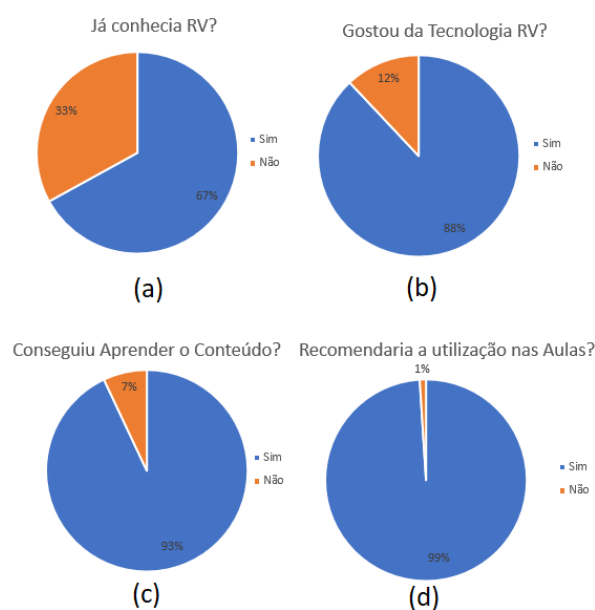 Já conhecia RV?
33%
67%
Sim
Não
(a)
Gostou da Tecnologia RV?
12%
88%
Sim
Não
(b)
Conseguiu Aprender o Conteúdo?
7%
93%
Sim
Não
(c)
Recomendaria a utilização nas Aulas?
1%
99%
Sim
Não
(d)